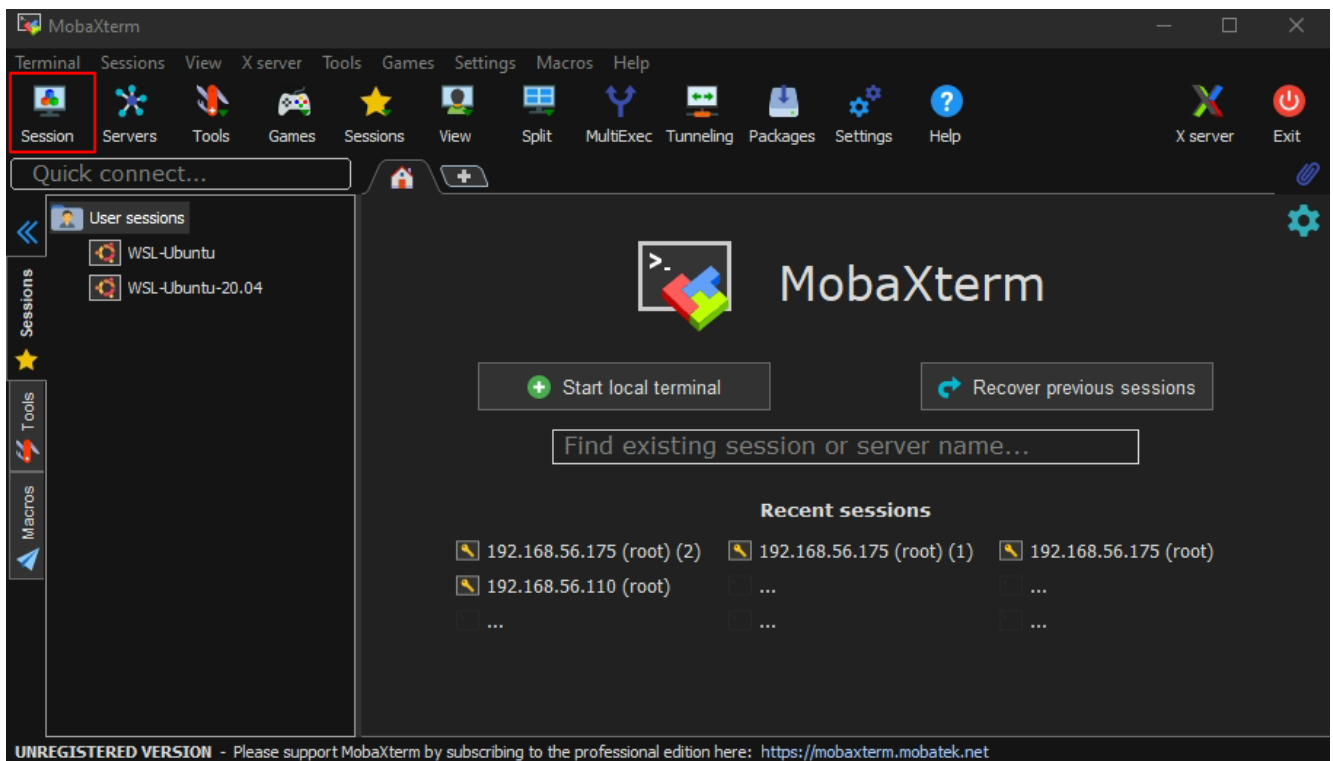 MobaXterm
Terminal Sessions View X server Tools Games Settings Macros Help
Session Servers Tools Games Sessions View Split MultiExec Tunneling Packages Settings Help X server Exit
Quick connect...
User sessions
WSL-Ubuntu
WSL-Ubuntu-20.04
Sessions
Tools
Macros
>_
MobaXterm
Start local terminal Recover previous sessions
Find existing session or server name...
Recent sessions
192.168.56.175 (root) (2) 192.168.56.175 (root) (1) 192.168.56.175 (root)
192.168.56.110 (root) ... ...
... ... ...
UNREGISTERED VERSION - Please support MobaXterm by subscribing to the professional edition here: https://mobaxterm.mobatek.net